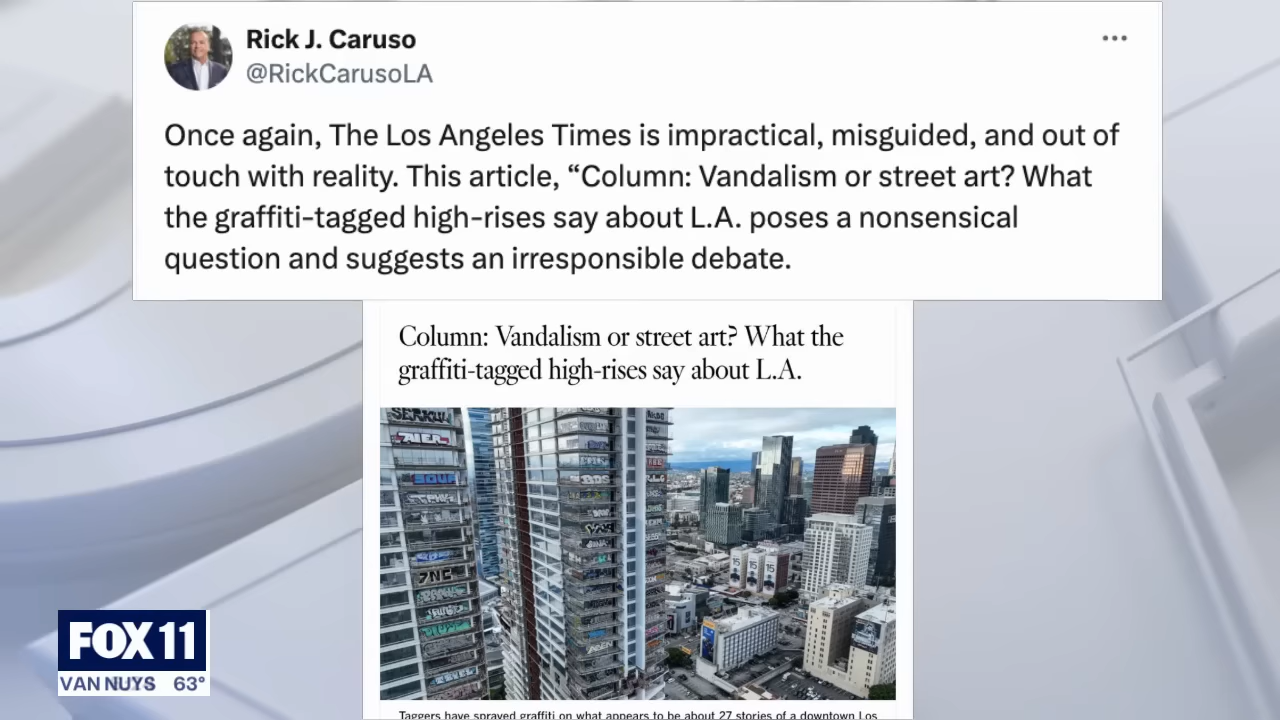 Rick J. Caruso
@RickCarusoLA
Once again, The Los Angeles Times is impractical, misguided, and out of
touch with reality. This article, “Column: Vandalism or street art? What
the graffiti-tagged high-rises say about L.A. poses a nonsensical
question and suggests an irresponsible debate.
Column: Vandalism or street art? What the
graffiti-tagged high-rises say about L.A.
15
15
15
Taggers have sprayed graffiti on what appears to be about 27 stories of a downtown Los
FOX 11
VAN NUYS 63°